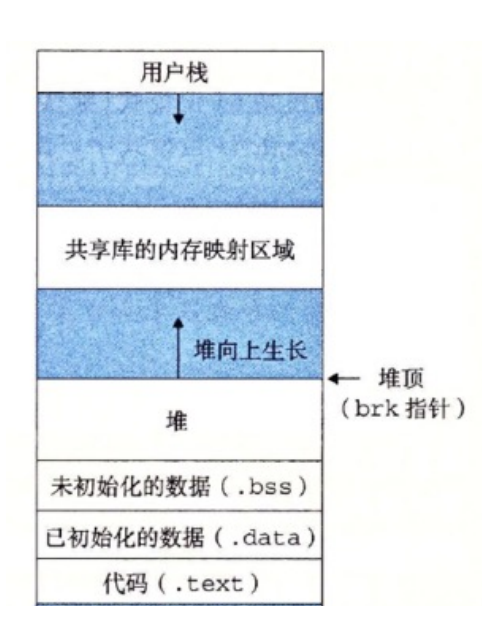 用户栈
共享库的内存映射区域
堆向上生长
堆顶
(brk 指针)
堆
未初始化的数据(.bss)
已初始化的数据(.data)
代码(.text)